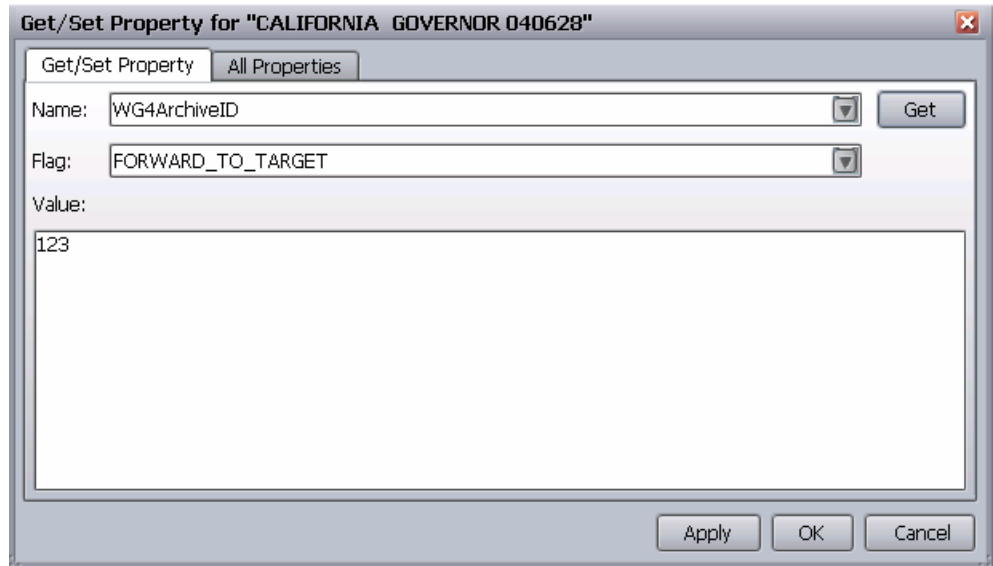 Get/Set Property for "CALIFORNIA  GOVERNOR 040628"
Get/Set Property
All Properties
Name:
WG4ArchiveID
Get
Flag:
FORWARD_TO_TARGET
Value:
123
Apply
OK
Cancel